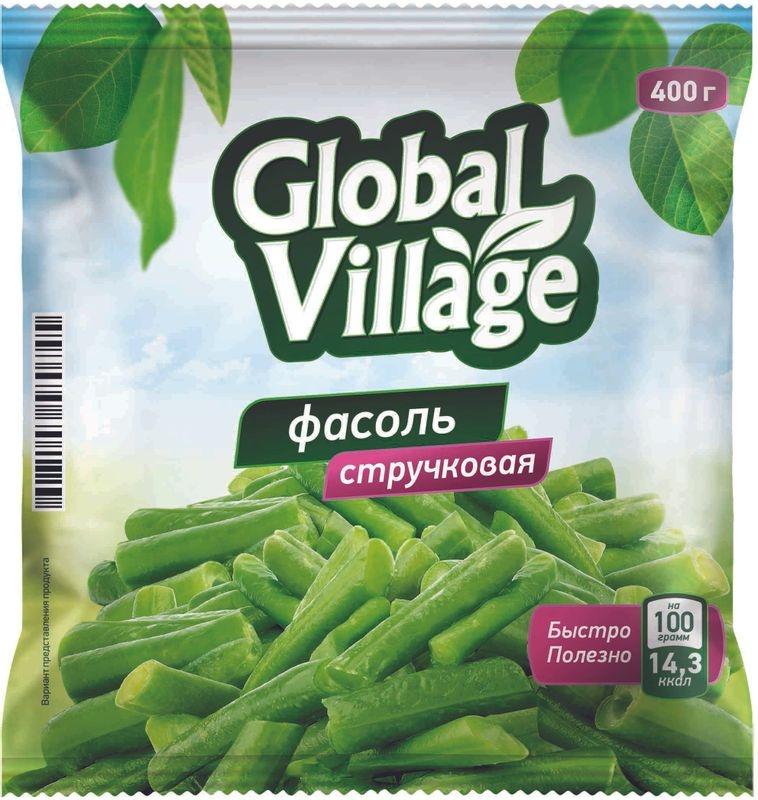 400 г
Global
Village
фасоль
стручковая
Быстро
Полезно
на
100
грамм
14,3
ккал
Вариант представления продукта